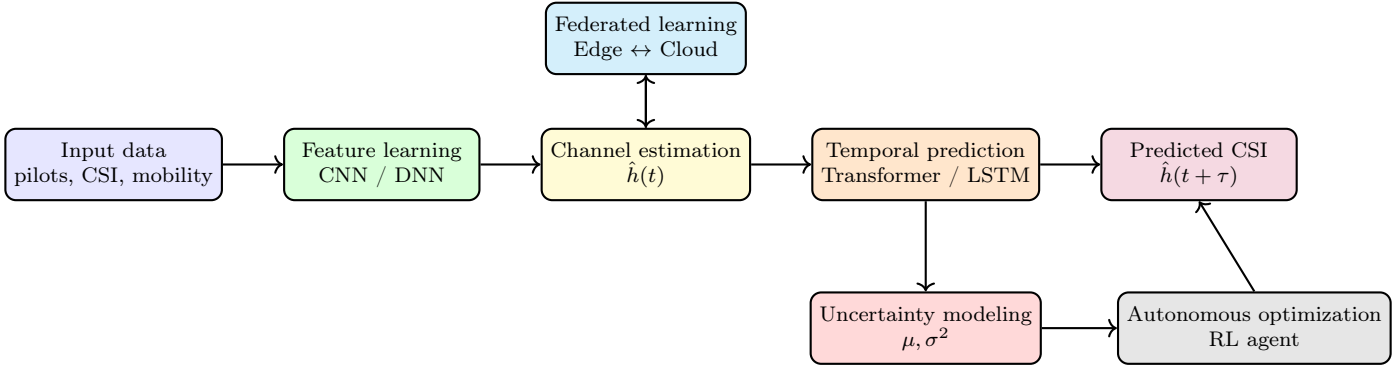 Federated learning
Edge ↔ Cloud
Input data
pilots, CSI, mobility
Feature learning
CNN / DNN
Channel estimation
ĥ(t)
Temporal prediction
Transformer / LSTM
Predicted CSI
ĥ(t + τ)
Uncertainty modeling
μ, σ²
Autonomous optimization
RL agent